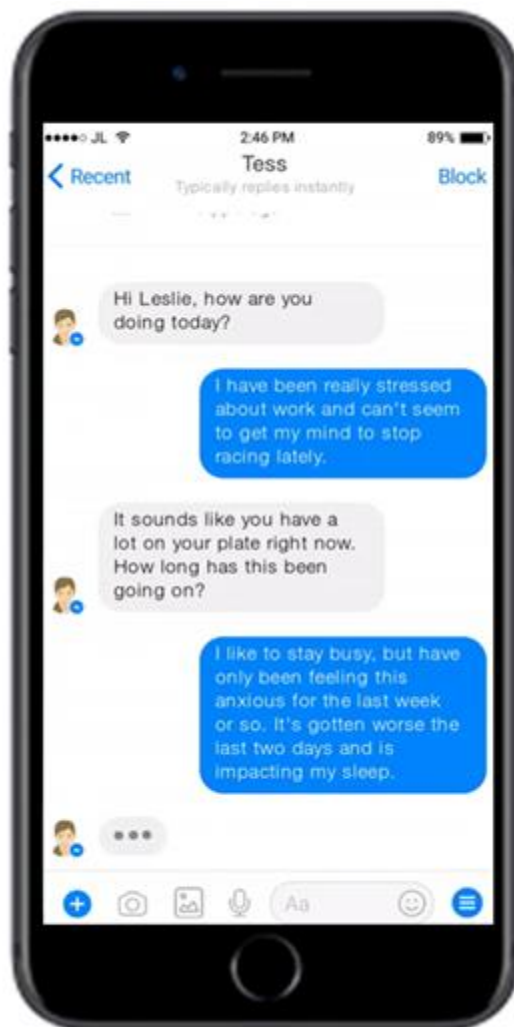 JL 2:46 PM 89%
Recent Tess Block
Typically replies instantly
Hi Leslie, how are you
doing today?
I have been really stressed
about work and can't seem
to get my mind to stop
racing lately.
It sounds like you have a
lot on your plate right now.
How long has this been
going on?
I like to stay busy, but have
only been feeling this
anxious for the last week
or so. It's gotten worse the
last two days and is
impacting my sleep.
Aa